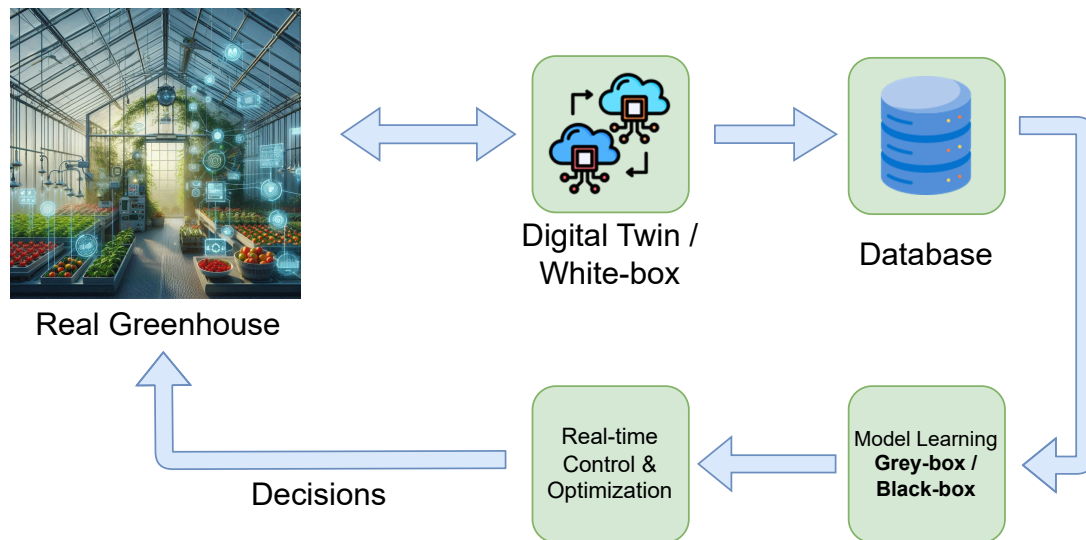 Digital Twin /
White-box
Database
Real Greenhouse
Real-time
Control &
Optimization
Model Learning
Grey-box /
Black-box
Decisions